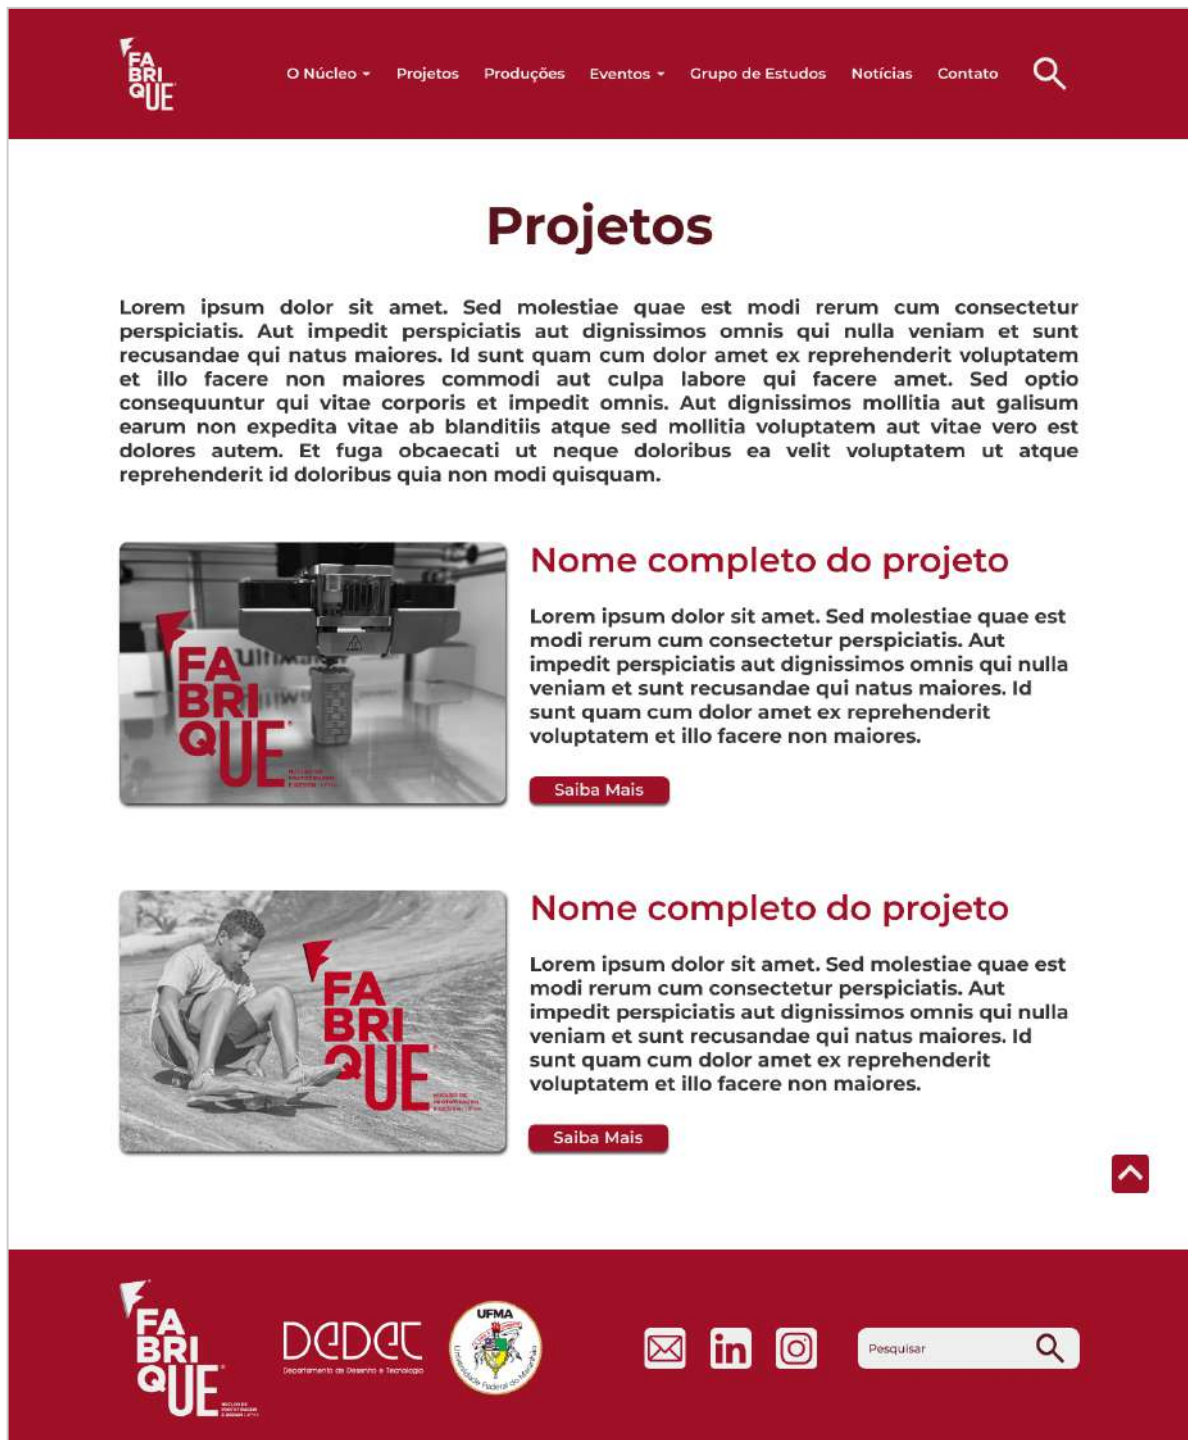 FA
BRI
QUE
O Núcleo Projetos Produções Eventos Grupo de Estudos Notícias Contato
Projetos
Lorem ipsum dolor sit amet. Sed molestiae quae est modi rerum cum consectetur
perspiciatis. Aut impedit perspiciatis aut dignissimos omnis qui nulla veniam et sunt
recusandae qui natus maiores. Id sunt quam cum dolor amet ex reprehenderit voluptatem
et illo facere non maiores commodi aut culpa labore qui facere amet. Sed optio
consequuntur qui vitae corporis et impedit omnis. Aut dignissimos mollitia aut galisum
earum non expedita vitae ab blanditiis atque sed mollitia voluptatem aut vitae vero est
dolores autem. Et fuga obcaecati ut neque doloribus ea velit voluptatem ut atque
reprehenderit id doloribus quia non modi quisquam.
FA
BRI
QUE
Nome completo do projeto
Lorem ipsum dolor sit amet. Sed molestiae quae est
modi rerum cum consectetur perspiciatis. Aut
impedit perspiciatis aut dignissimos omnis qui nulla
veniam et sunt recusandae qui natus maiores. Id
sunt quam cum dolor amet ex reprehenderit
voluptatem et illo facere non maiores.
Saiba Mais
FA
BRI
QUE
Nome completo do projeto
Lorem ipsum dolor sit amet. Sed molestiae quae est
modi rerum cum consectetur perspiciatis. Aut
impedit perspiciatis aut dignissimos omnis qui nulla
veniam et sunt recusandae qui natus maiores. Id
sunt quam cum dolor amet ex reprehenderit
voluptatem et illo facere non maiores.
Saiba Mais
FA
BRI
QUE
DEDET
Departamento de Desenho e Tecnologia
UFMA
Universidade Federal do Maranhão
in
Pesquisar